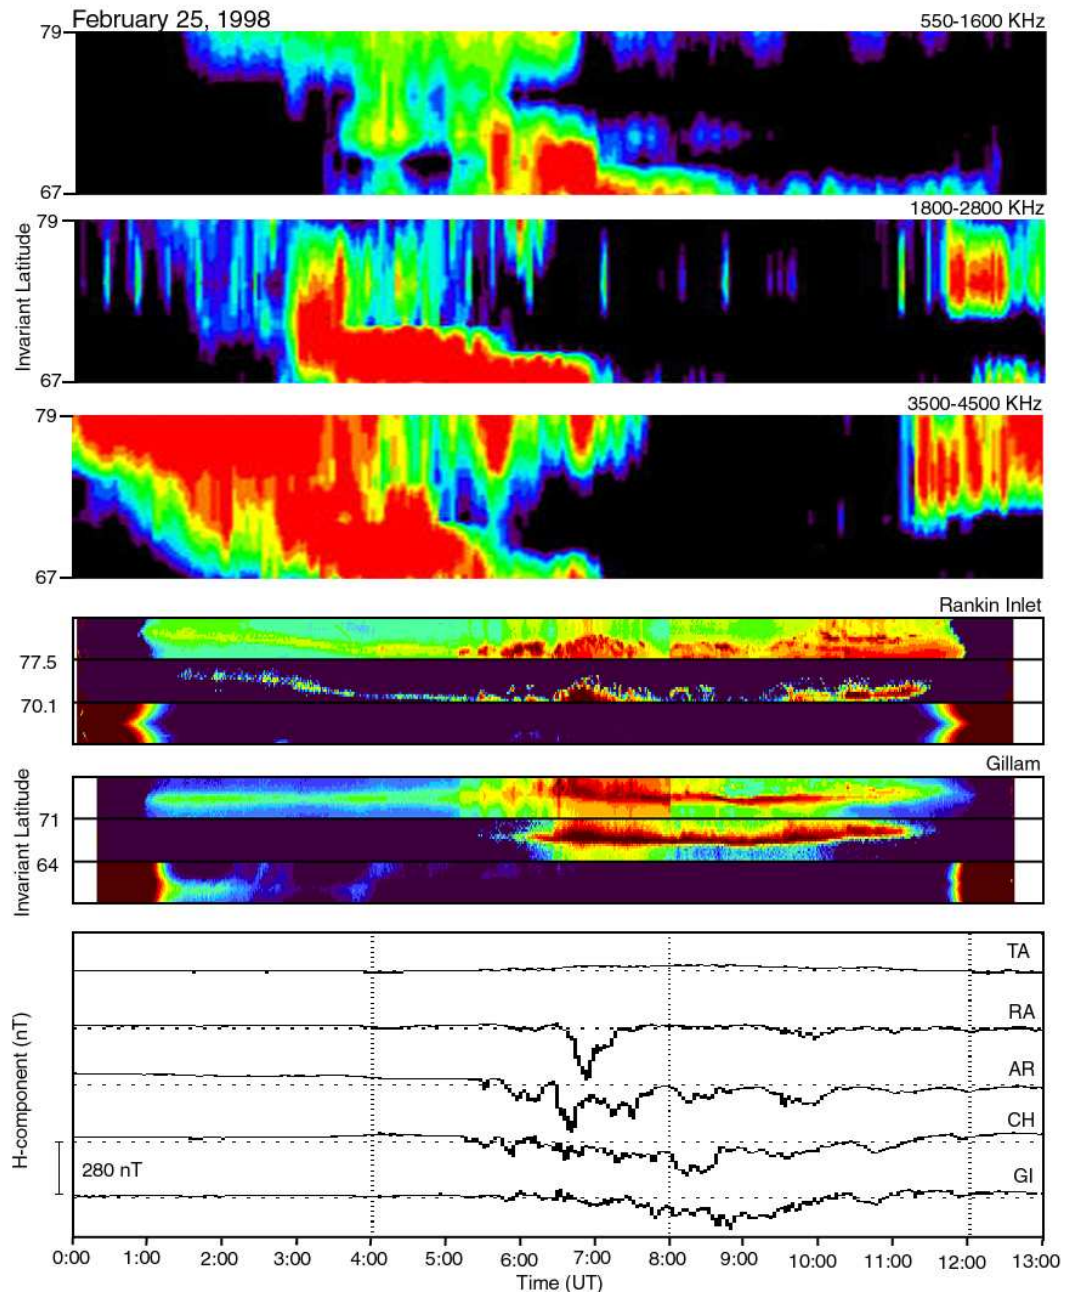 February 25, 1998
550-1600 KHz
79
67
1800-2800 KHz
79
67
Invariant Latitude
3500-4500 KHz
79
67
Rankin Inlet
77.5
70.1
Gillam
71
64
Invariant Latitude
TA
RA
AR
CH
GI
H-component (nT)
280 nT
0:00 1:00 2:00 3:00 4:00 5:00 6:00 7:00 8:00 9:00 10:00 11:00 12:00 13:00
Time (UT)